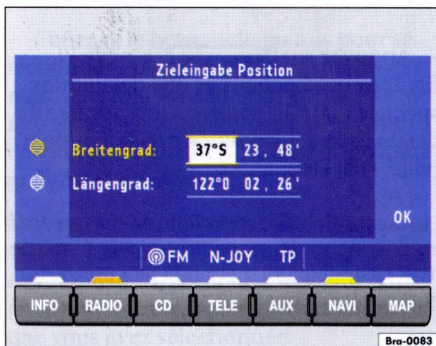 Zieleingabe Position
Breitengrad: 37°S 23, 48'
Längengrad: 122°O 02, 26'
OK
FM N-JOY TP
INFO RADIO CD TELE AUX NAVI MAP
Bra-0083